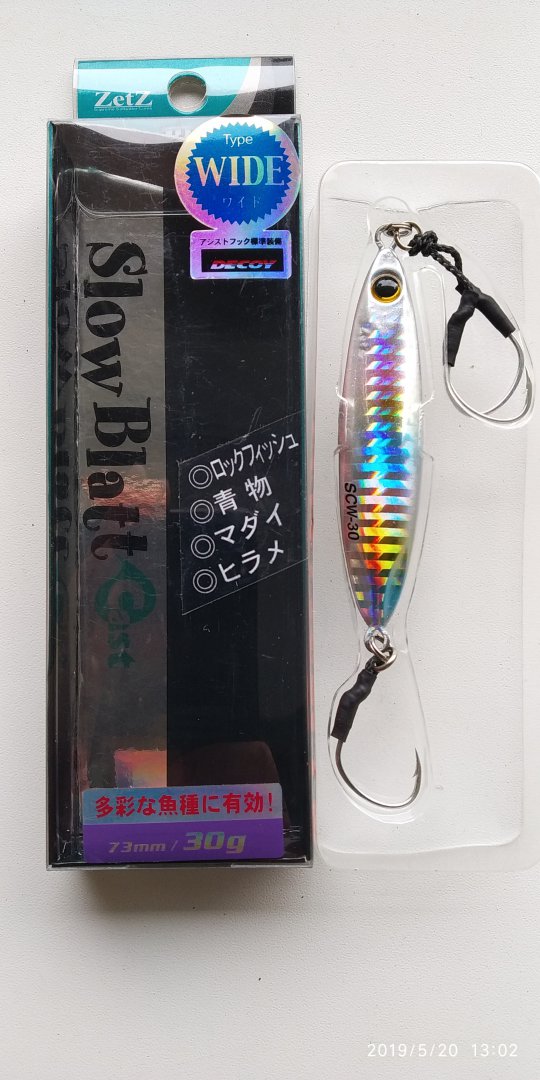 ZetZ
Type
WIDE
ワイド
アシストフック標準装備
DECOY
Slow Blatt Cast
◎ロックフィッシュ
◎青物
◎マダイ
◎ヒラメ
SCW-30
多彩な魚種に有効!
73mm / 30g
2019/5/20 13:02